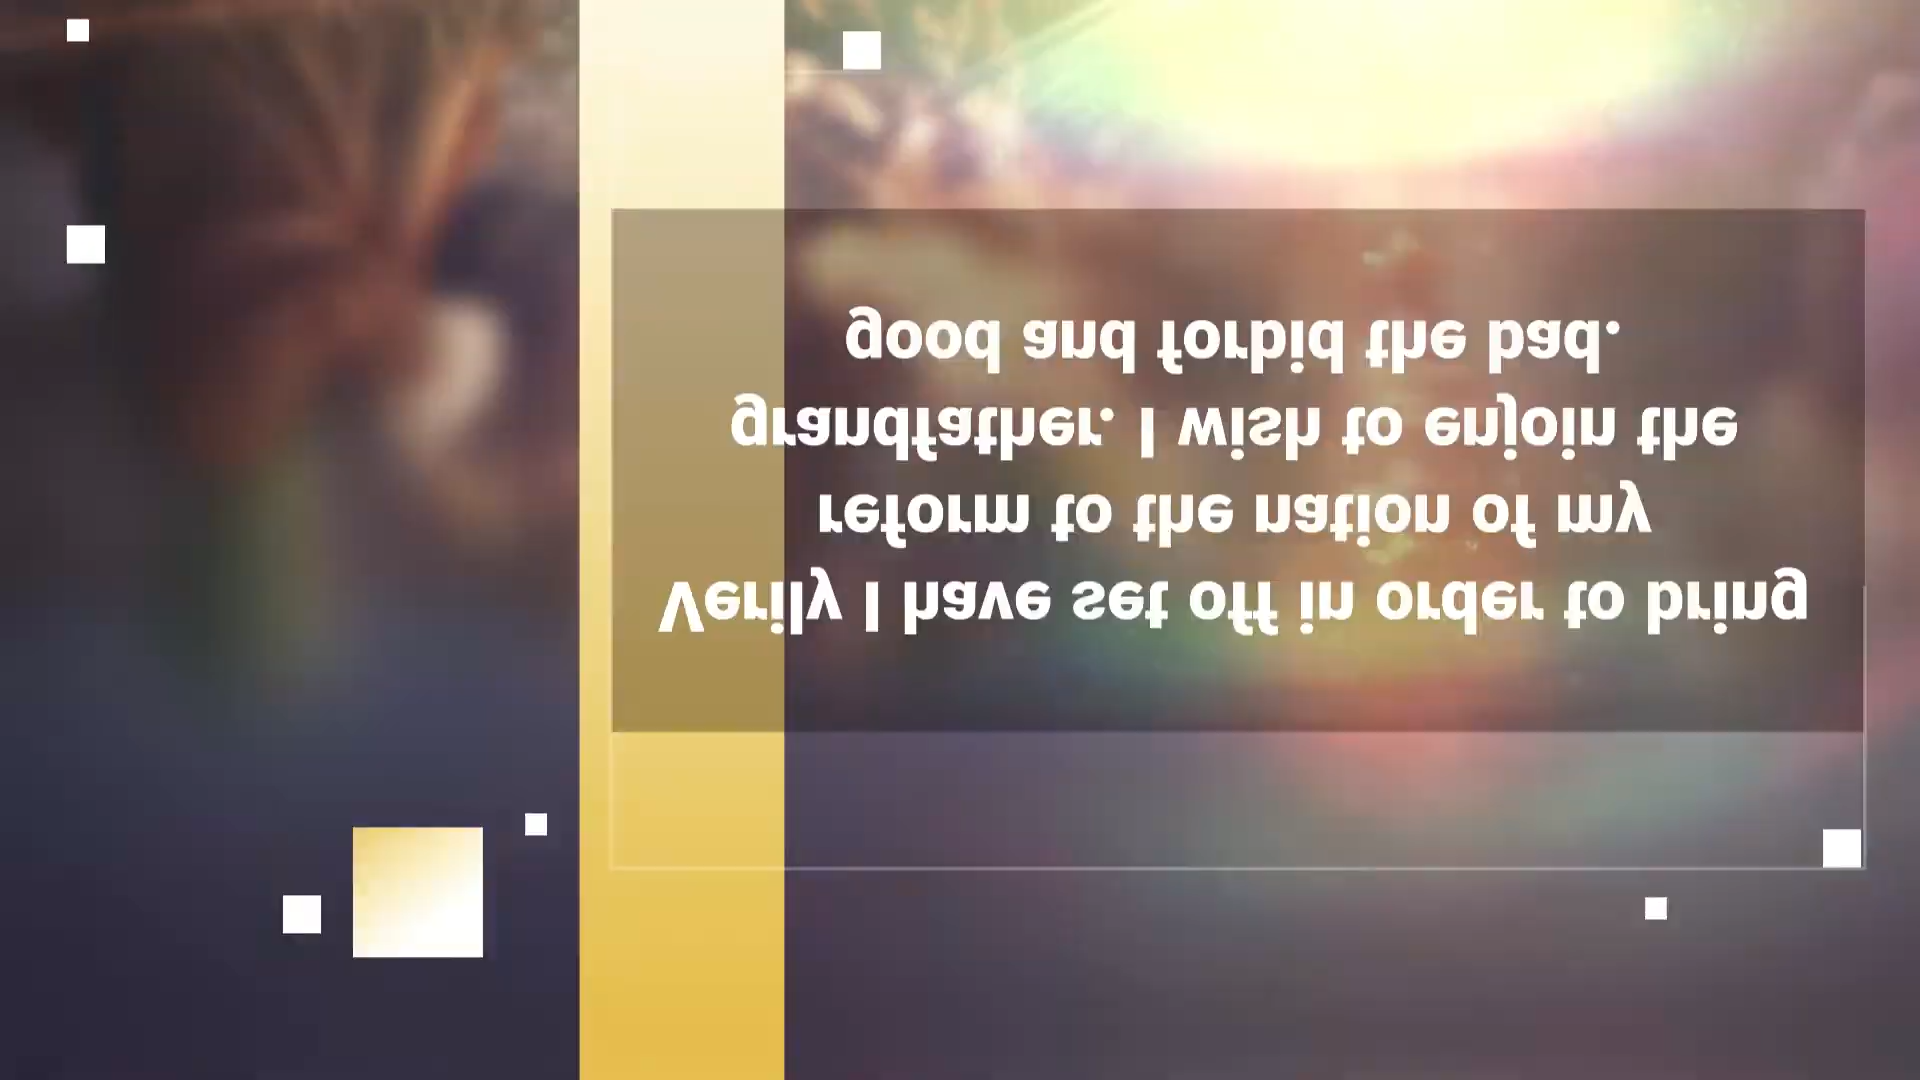 Verily I have set off in order to bring
reform to the nation of my
grandfather. I wish to enjoin the
good and forbid the bad.